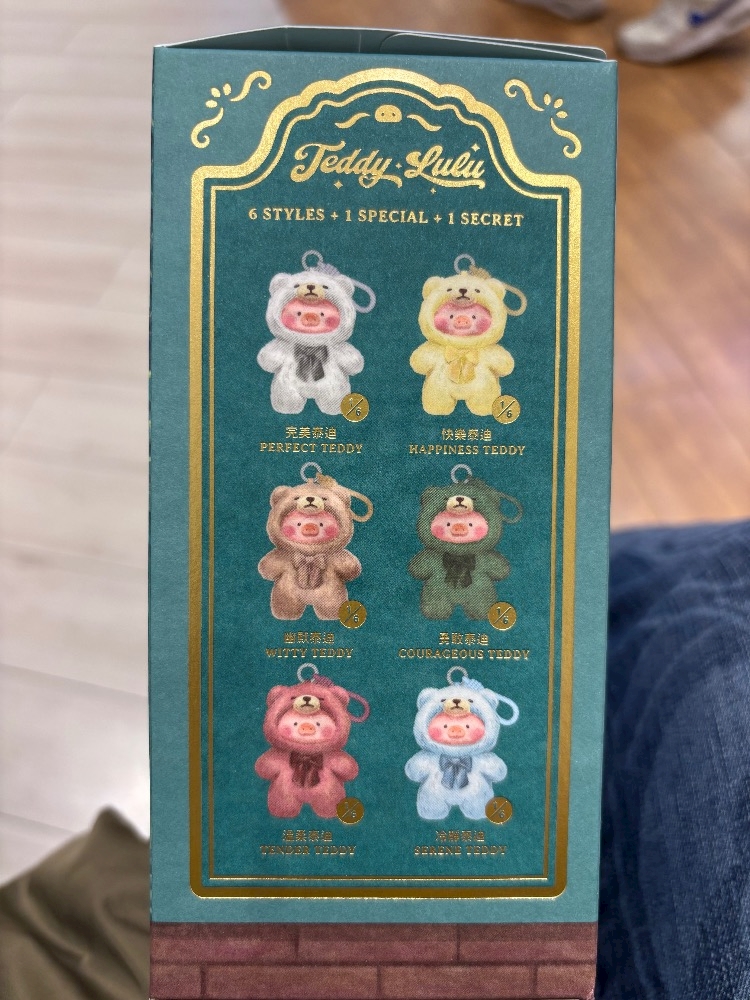 Teddy Lulu
6 STYLES + 1 SPECIAL + 1 SECRET
1/6
1/6
完美泰迪
快樂泰迪
PERFECT TEDDY
HAPPINESS TEDDY
1/6
1/6
幽默泰迪
勇敢泰迪
WITTY TEDDY
COURAGEOUS TEDDY
1/6
1/6
溫柔泰迪
冷靜泰迪
TENDER TEDDY
SERENE TEDDY